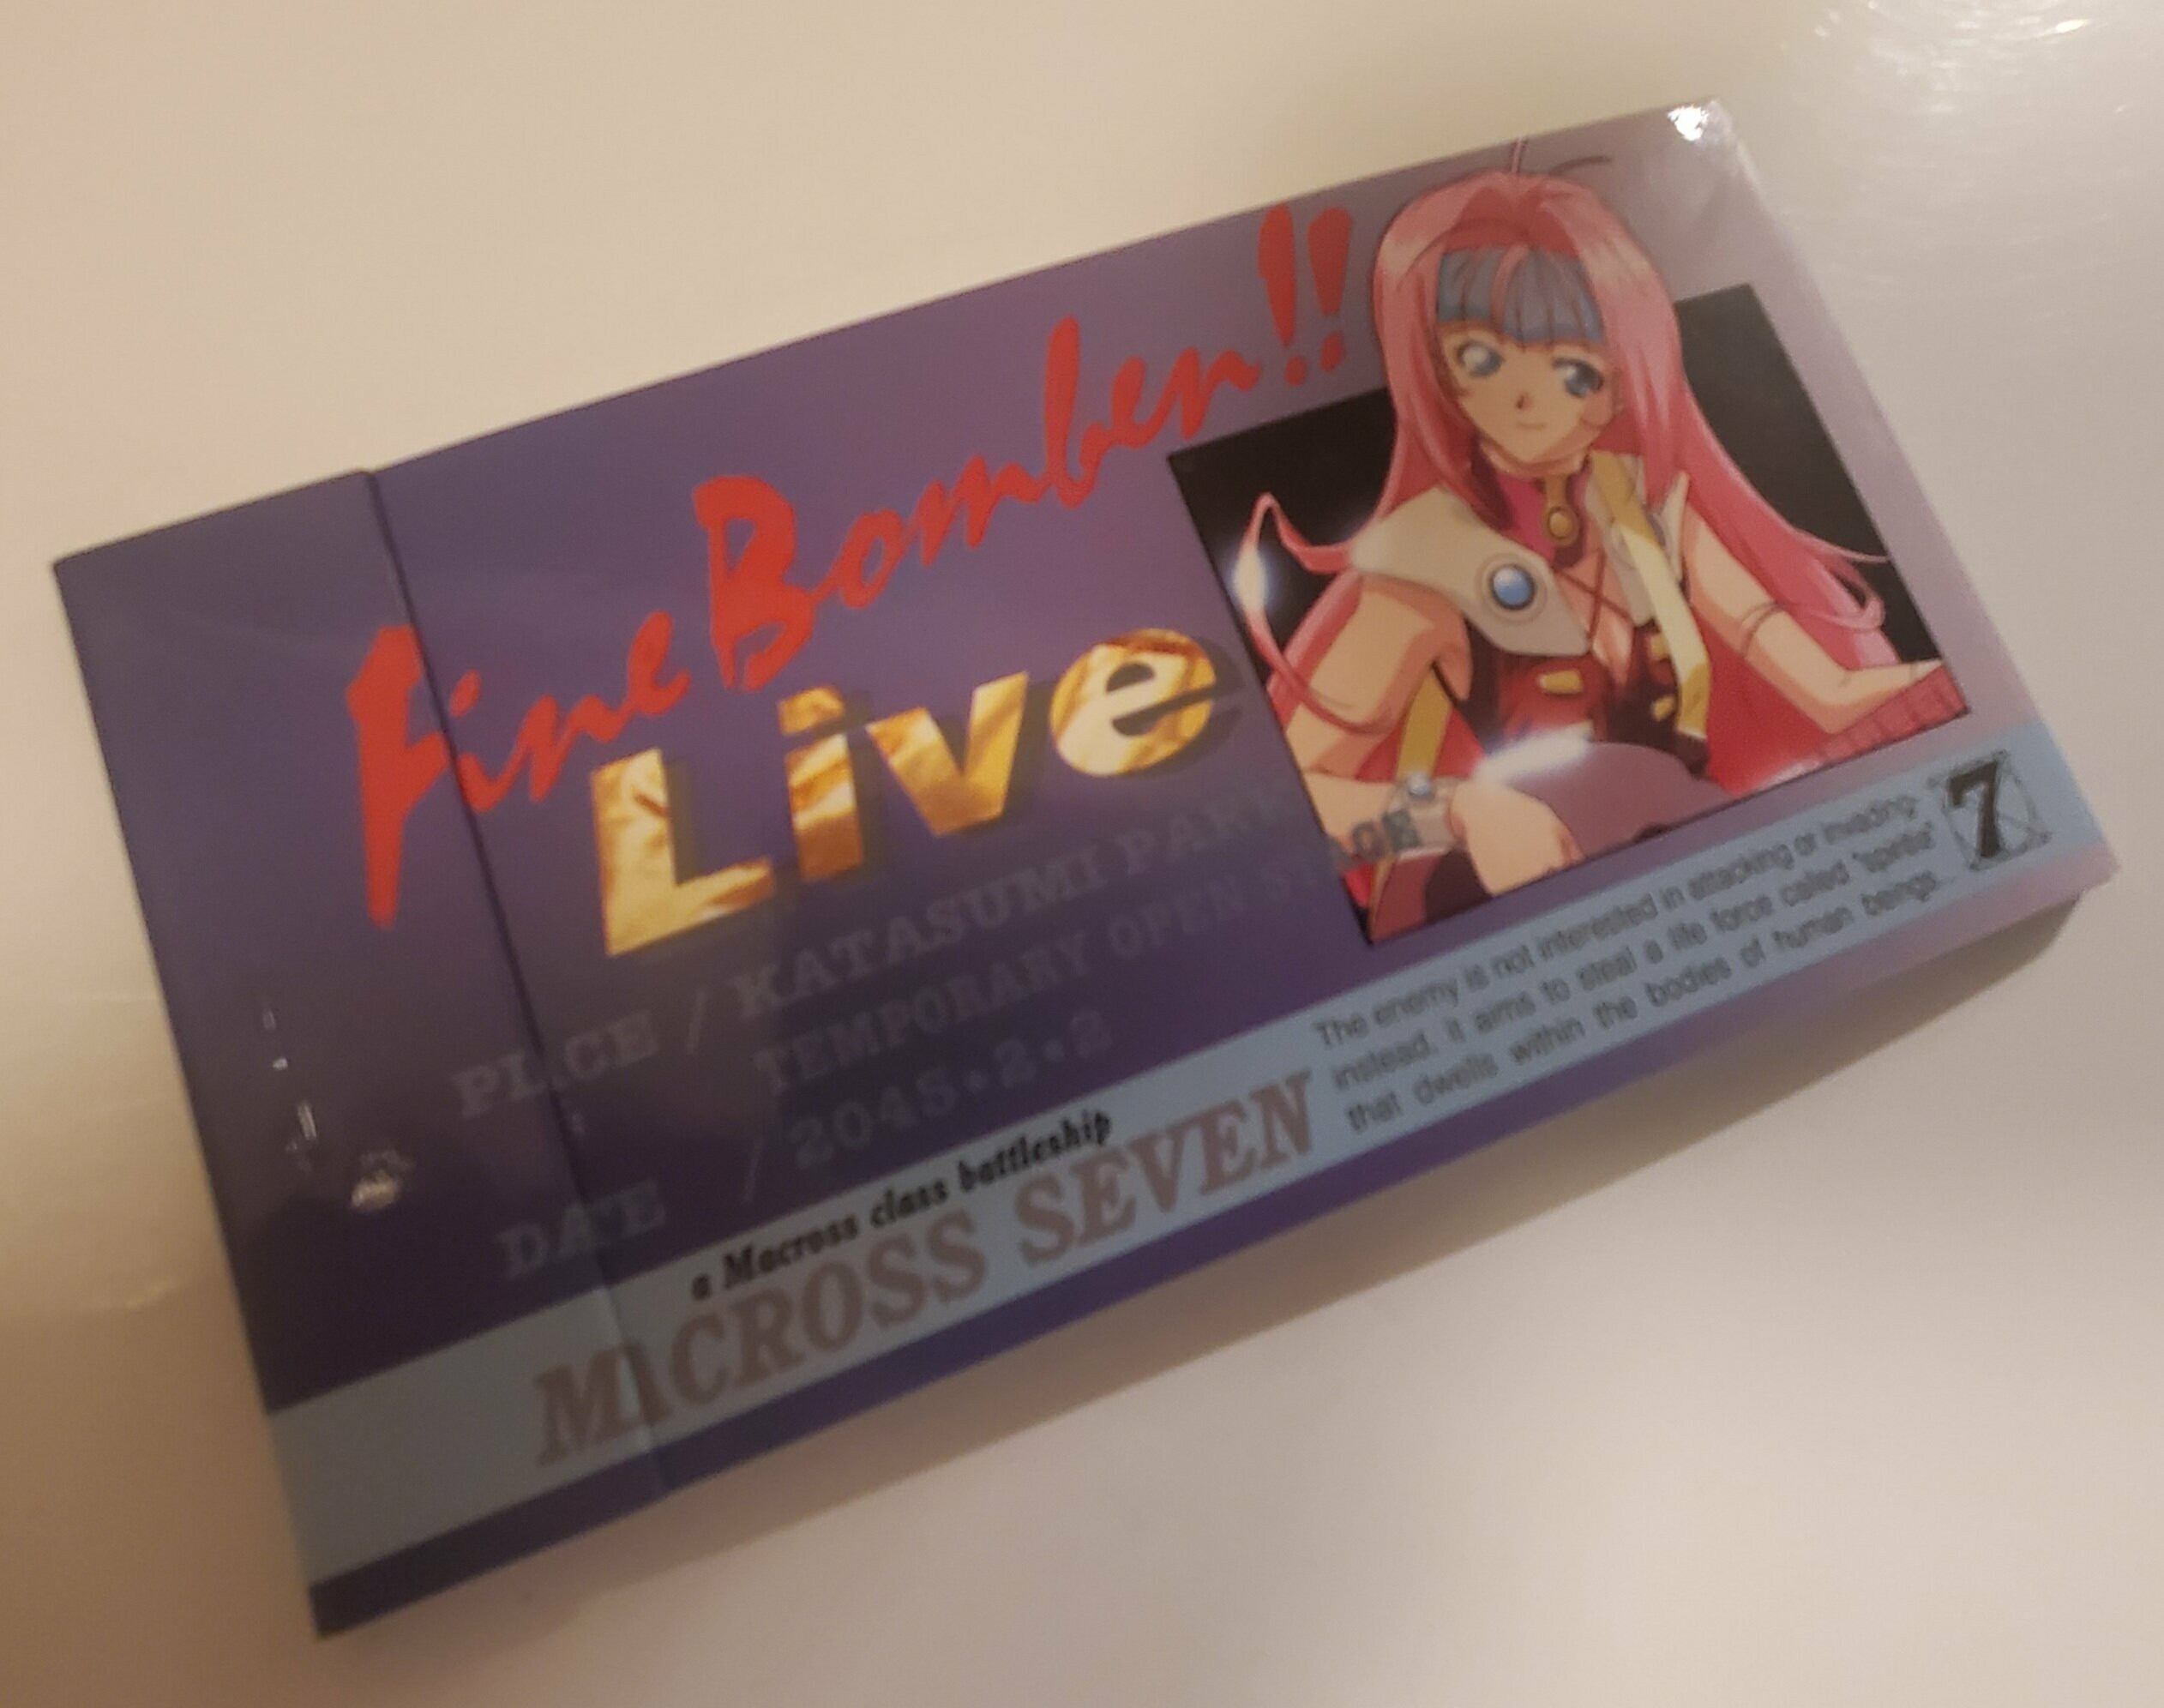 Fine Bomber!!
Live
PLACE / KATASUMI PARK
TEMPORARY OPEN STAGE
DATE / 2045・2・2
a Macross class battleship
MACROSS SEVEN
The enemy is not interested in attacking or invading
instead, it aims to steal a life force called "spiritia"
that dwells within the bodies of human beings.
7